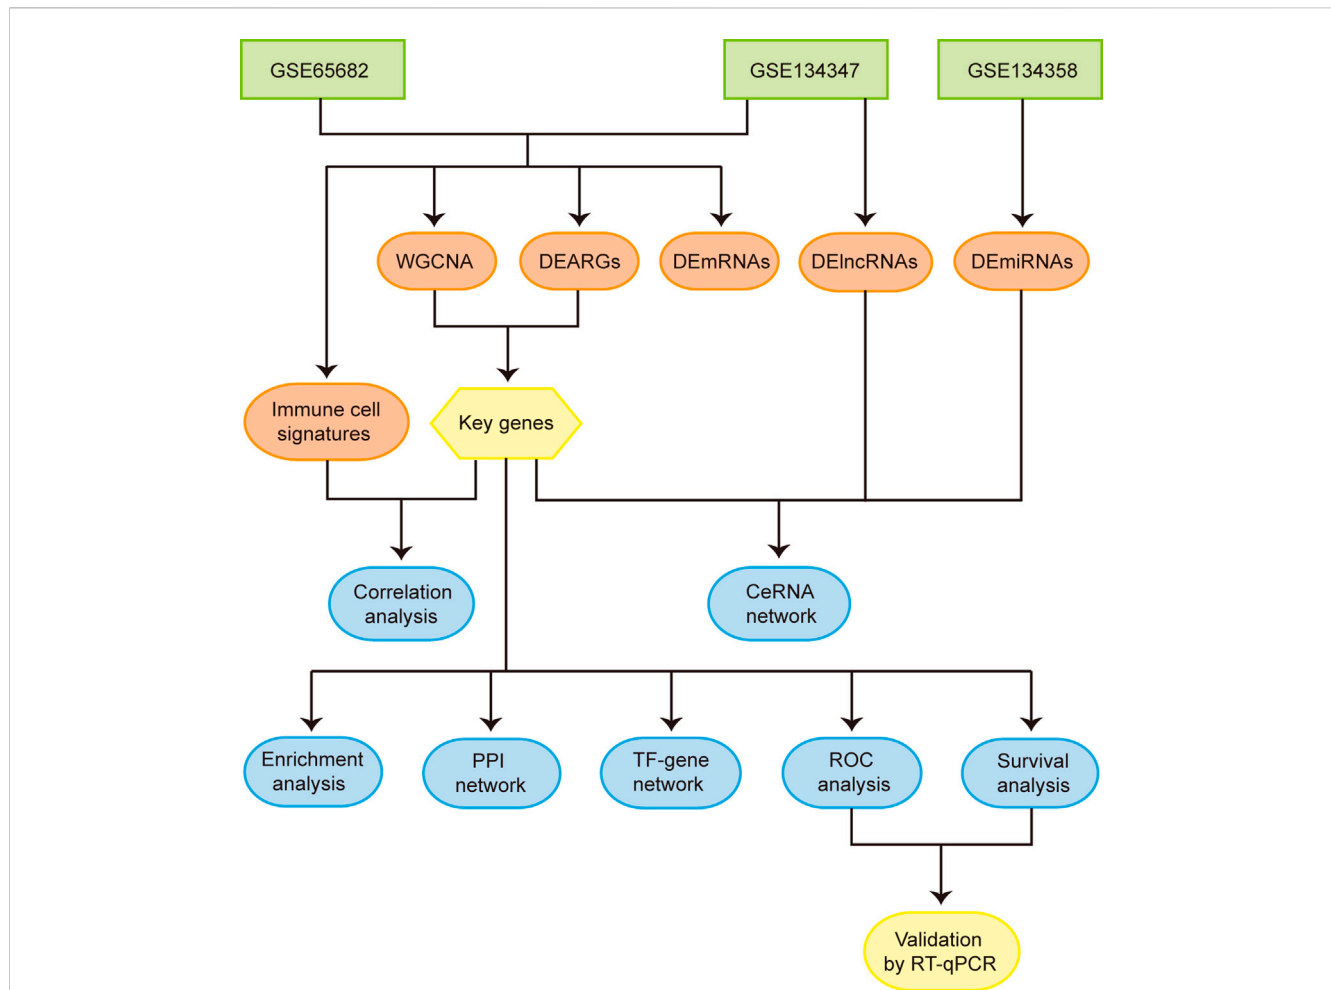 GSE65682
GSE134347
GSE134358
WGCNA
DEARGs
DEmRNAs
DElncRNAs
DEmiRNAs
Immune cell
signatures
Key genes
Correlation
analysis
CeRNA
network
Enrichment
analysis
PPI
network
TF-gene
network
ROC
analysis
Survival
analysis
Validation
by RT-qPCR